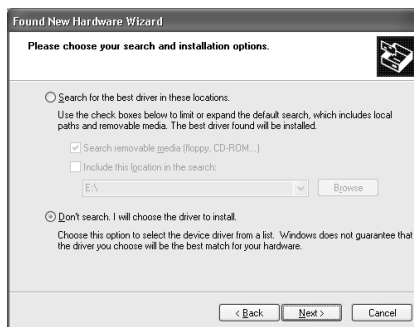 Found New Hardware Wizard
Please choose your search and installation options.
Search for the best driver in these locations.
Use the check boxes below to limit or expand the default search, which includes local
paths and removable media. The best driver found will be installed.
Search removable media (floppy, CD-ROM...)
Include this location in the search:
E:\
Browse
Don't search. I will choose the driver to install.
Choose this option to select the device driver from a list. Windows does not guarantee that
the driver you choose will be the best match for your hardware.
< Back
Next >
Cancel